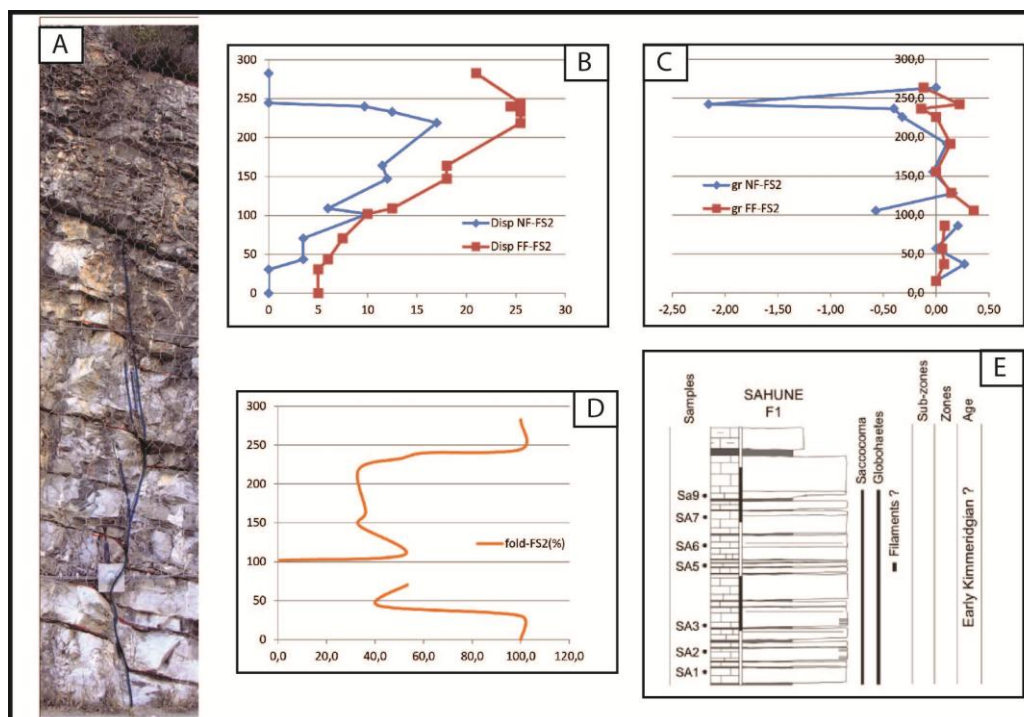 A
B
300
250
200
150
100
50
0
0 5 10 15 20 25 30
Disp NF-FS2
Disp FF-FS2
C
300,0
250,0
200,0
150,0
100,0
50,0
0,0
-2,50 -2,00 -1,50 -1,00 -0,50 0,00 0,50
gr NF-FS2
gr FF-FS2
D
300
250
200
150
100
50
0
0,0 20,0 40,0 60,0 80,0 100,0 120,0
fold-FS2(%)
E
Samples
SAHUNE
F1
Saccocoma
Globohaetes
Filaments ?
Sub-zones
Zones
Age
Early Kimmeridgian ?
Sa9
SA7
SA6
SA5
SA3
SA2
SA1